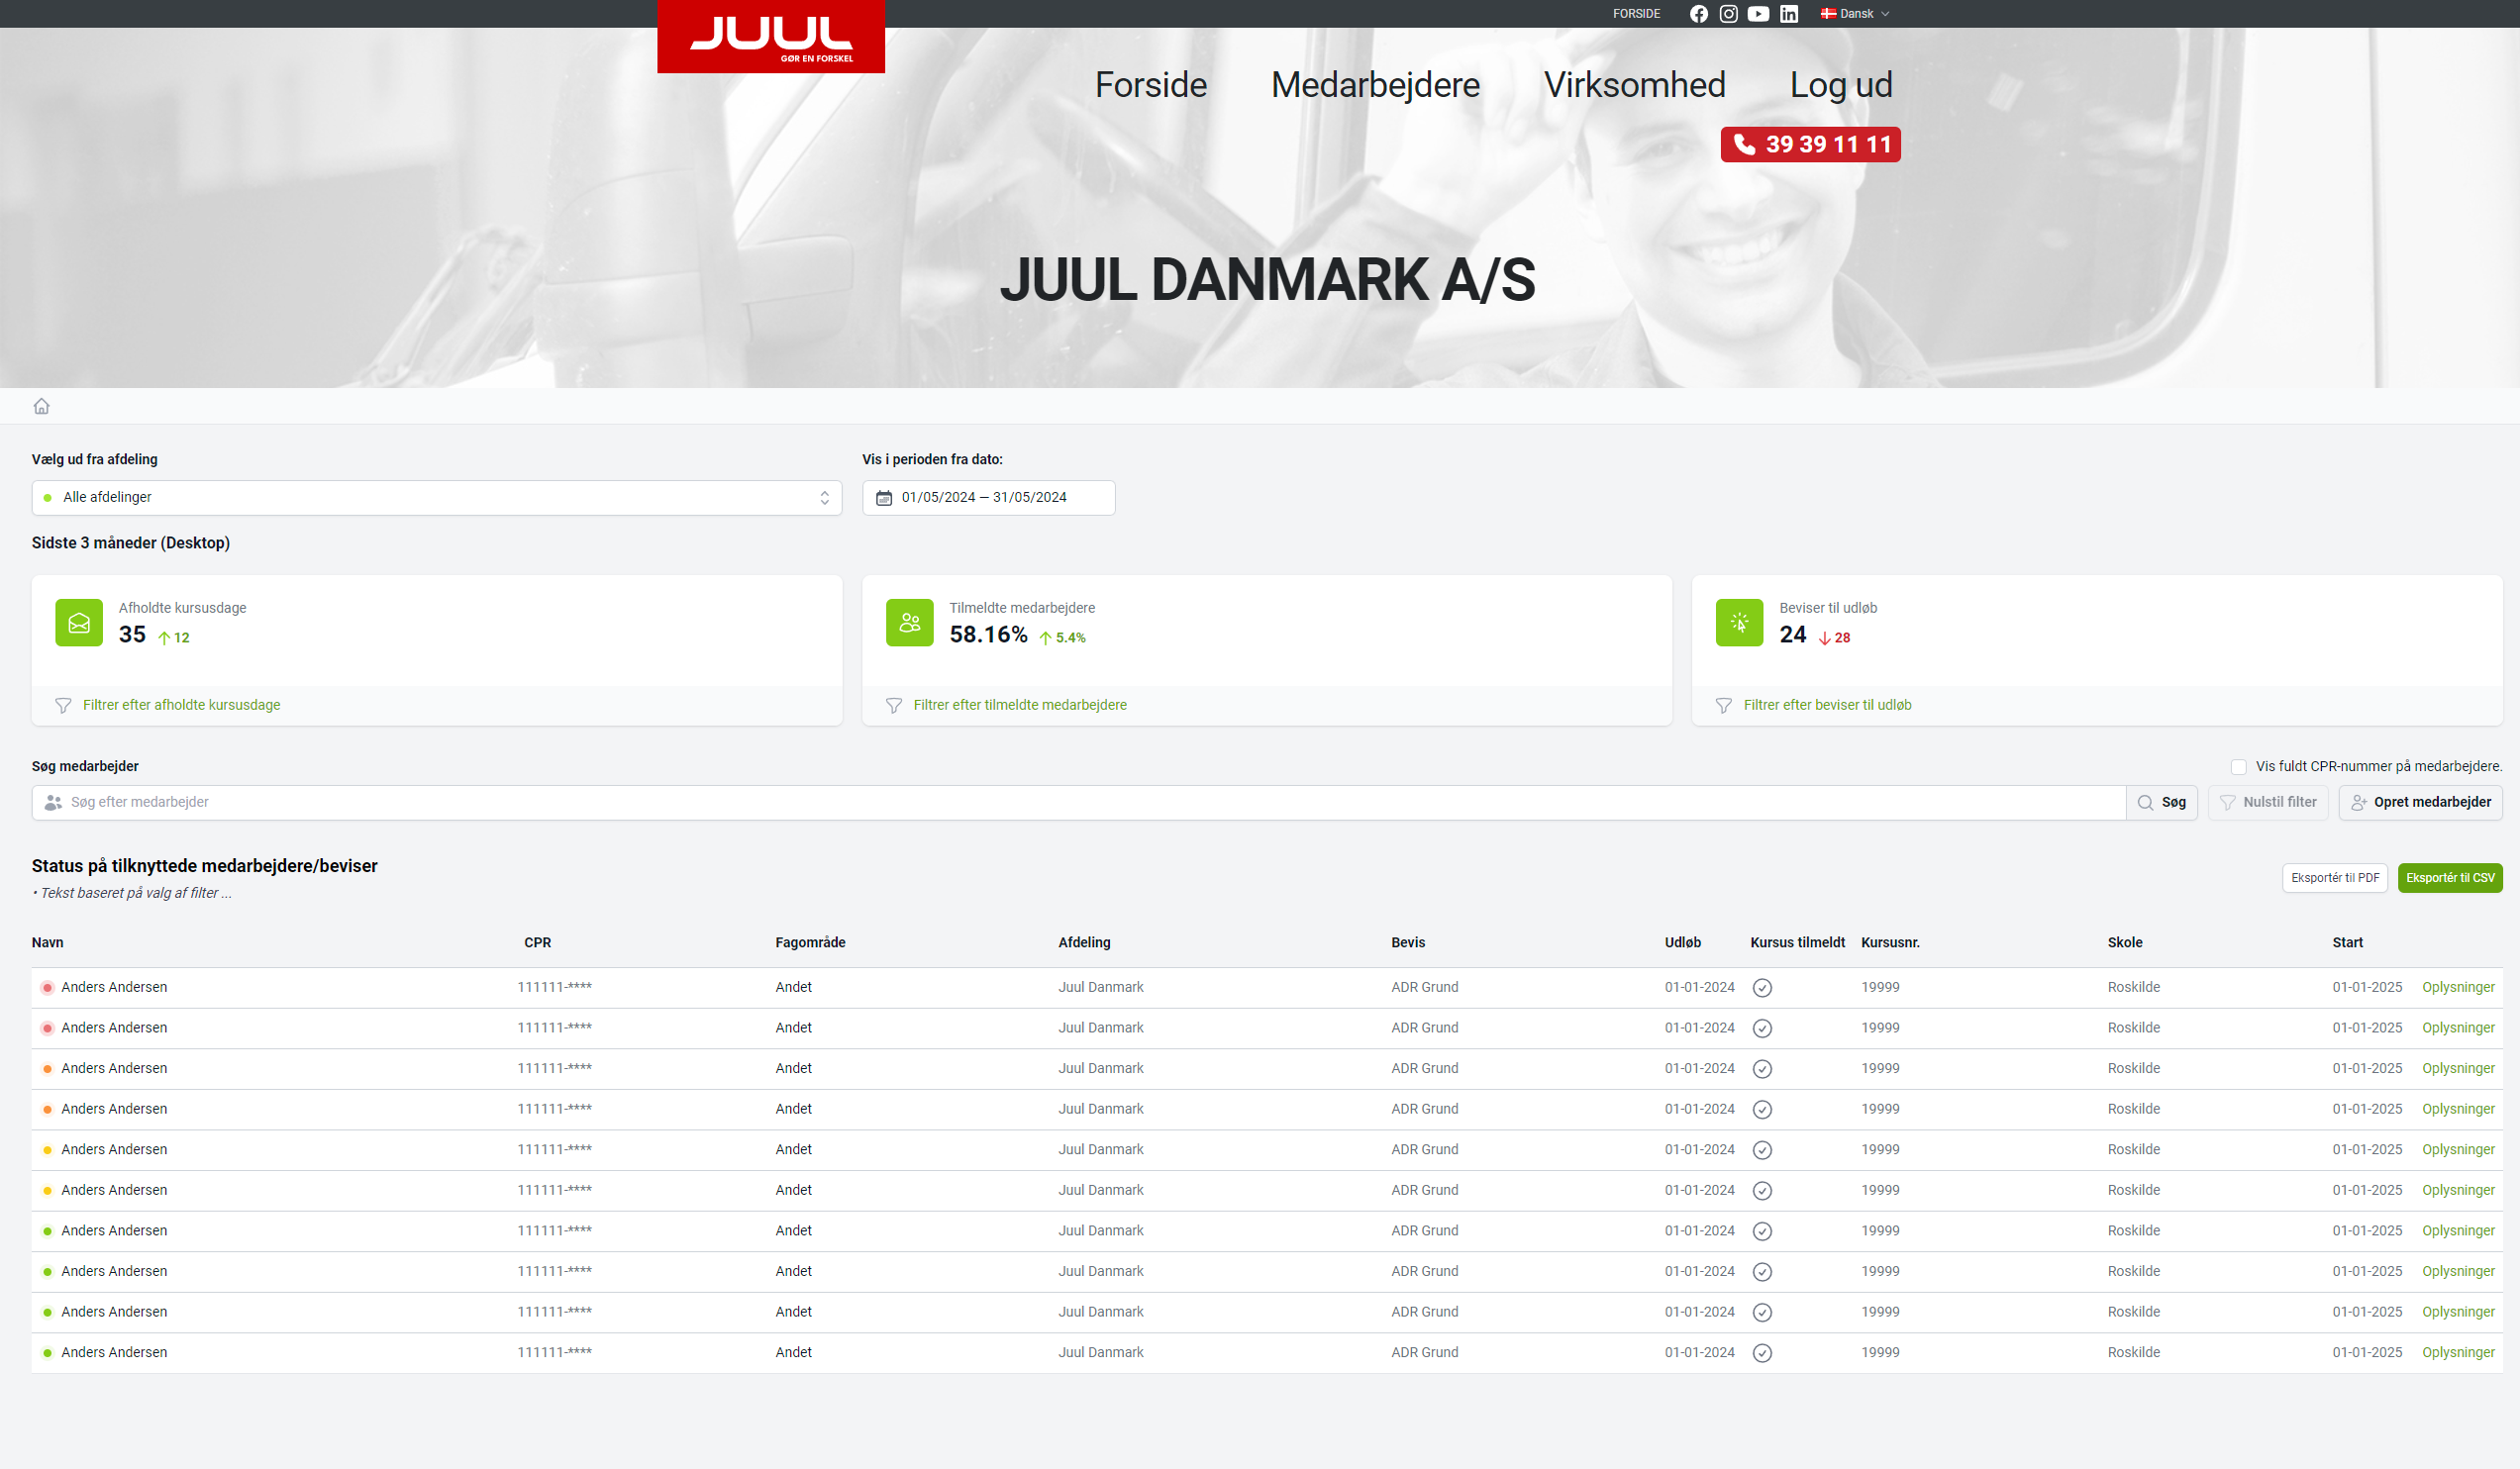 FORSIDE Dansk
JUUL
GØR EN FORSKEL
Forside Medarbejdere Virksomhed Log ud
39 39 11 11
JUUL DANMARK A/S
Vælg ud fra afdeling Vis i perioden fra dato:
Alle afdelinger 01/05/2024 — 31/05/2024
Sidste 3 måneder (Desktop)
Afholdte kursusdage
35 12
Filtrer efter afholdte kursusdage
Tilmeldte medarbejdere
58.16% 5.4%
Filtrer efter tilmeldte medarbejdere
Beviser til udløb
24 28
Filtrer efter beviser til udløb
Søg medarbejder Vis fuldt CPR-nummer på medarbejdere.
Søg efter medarbejder Søg Nulstil filter Opret medarbejder
Status på tilknyttede medarbejdere/beviser
• Tekst baseret på valg af filter ...
Eksportér til PDF Eksportér til CSV
Navn CPR Fagområde Afdeling Bevis Udløb Kursus tilmeldt Kursusnr. Skole Start
Anders Andersen 111111-**** Andet Juul Danmark ADR Grund 01-01-2024 19999 Roskilde 01-01-2025 Oplysninger
Anders Andersen 111111-**** Andet Juul Danmark ADR Grund 01-01-2024 19999 Roskilde 01-01-2025 Oplysninger
Anders Andersen 111111-**** Andet Juul Danmark ADR Grund 01-01-2024 19999 Roskilde 01-01-2025 Oplysninger
Anders Andersen 111111-**** Andet Juul Danmark ADR Grund 01-01-2024 19999 Roskilde 01-01-2025 Oplysninger
Anders Andersen 111111-**** Andet Juul Danmark ADR Grund 01-01-2024 19999 Roskilde 01-01-2025 Oplysninger
Anders Andersen 111111-**** Andet Juul Danmark ADR Grund 01-01-2024 19999 Roskilde 01-01-2025 Oplysninger
Anders Andersen 111111-**** Andet Juul Danmark ADR Grund 01-01-2024 19999 Roskilde 01-01-2025 Oplysninger
Anders Andersen 111111-**** Andet Juul Danmark ADR Grund 01-01-2024 19999 Roskilde 01-01-2025 Oplysninger
Anders Andersen 111111-**** Andet Juul Danmark ADR Grund 01-01-2024 19999 Roskilde 01-01-2025 Oplysninger
Anders Andersen 111111-**** Andet Juul Danmark ADR Grund 01-01-2024 19999 Roskilde 01-01-2025 Oplysninger